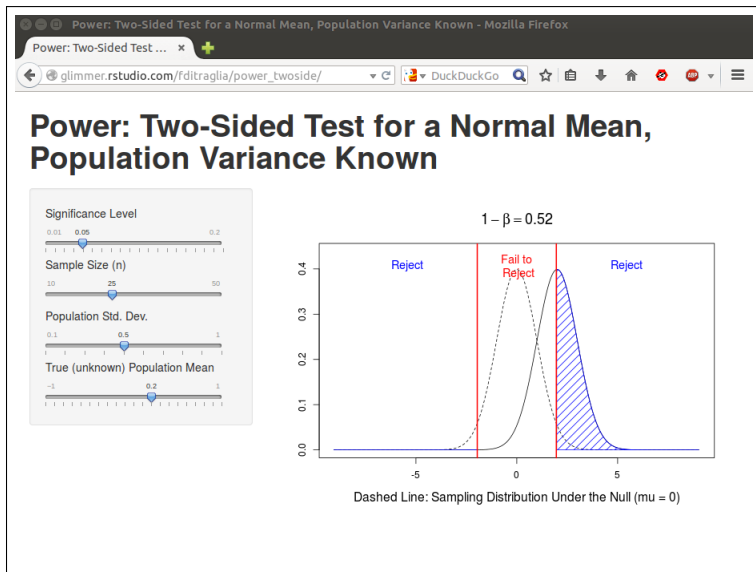 Power: Two-Sided Test for a Normal Mean, Population Variance Known - Mozilla Firefox
Power: Two-Sided Test ... ×
glimmer.rstudio.com/fditraglia/power_twoside/
DuckDuckGo
ABP
Power: Two-Sided Test for a Normal Mean,
Population Variance Known
Significance Level
0.01 0.05 0.2
Sample Size (n)
10 25 50
Population Std. Dev.
0.1 0.5 1
True (unknown) Population Mean
−1 0.2 1
1 − β = 0.52
Reject
Fail to
Reject
Reject
0.4
0.3
0.2
0.1
0.0
-5 0 5
Dashed Line: Sampling Distribution Under the Null (mu = 0)